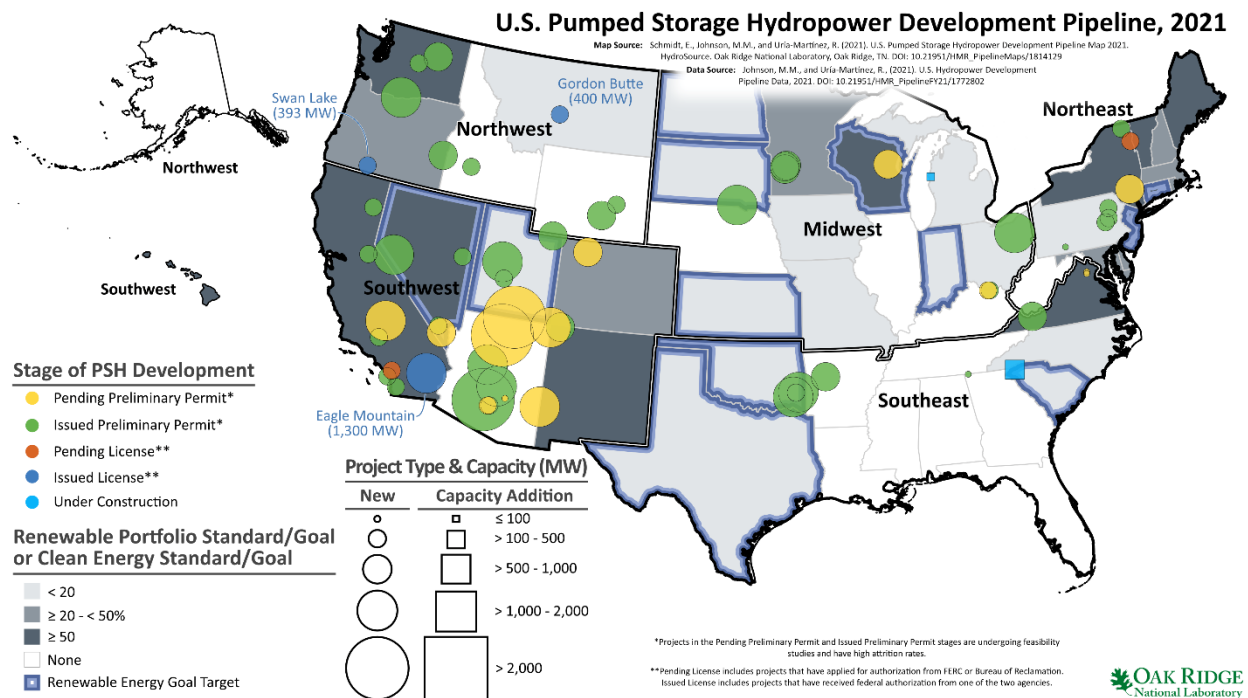 U.S. Pumped Storage Hydropower Development Pipeline, 2021
Map Source: Schmidt, E., Johnson, M.M., and Uría-Martínez, R. (2021). U.S. Pumped Storage Hydropower Development Pipeline Map 2021.
HydroSource. Oak Ridge National Laboratory, Oak Ridge, TN. DOI: 10.21951/HMR_PipelineMaps/1814129
Data Source: Johnson, M.M., and Uría-Martínez, R., (2021). U.S. Hydropower Development
Pipeline Data, 2021. DOI: 10.21951/HMR_PipelineFY21/1772802
Swan Lake
(393 MW)
Gordon Butte
(400 MW)
Northwest
Northeast
Northwest
Midwest
Southwest
Southwest
Southeast
Eagle Mountain
(1,300 MW)
Stage of PSH Development
Pending Preliminary Permit*
Issued Preliminary Permit*
Pending License**
Issued License**
Under Construction
Renewable Portfolio Standard/Goal
or Clean Energy Standard/Goal
< 20
≥ 20 - < 50%
≥ 50
None
Renewable Energy Goal Target
Project Type & Capacity (MW)
New
Capacity Addition
≤ 100
> 100 - 500
> 500 - 1,000
> 1,000 - 2,000
> 2,000
*Projects in the Pending Preliminary Permit and Issued Preliminary Permit stages are undergoing feasibility
studies and have high attrition rates.
**Pending License includes projects that have applied for authorization from FERC or Bureau of Reclamation.
Issued License includes projects that have received federal authorization from one of the two agencies.
OAK RIDGE
National Laboratory